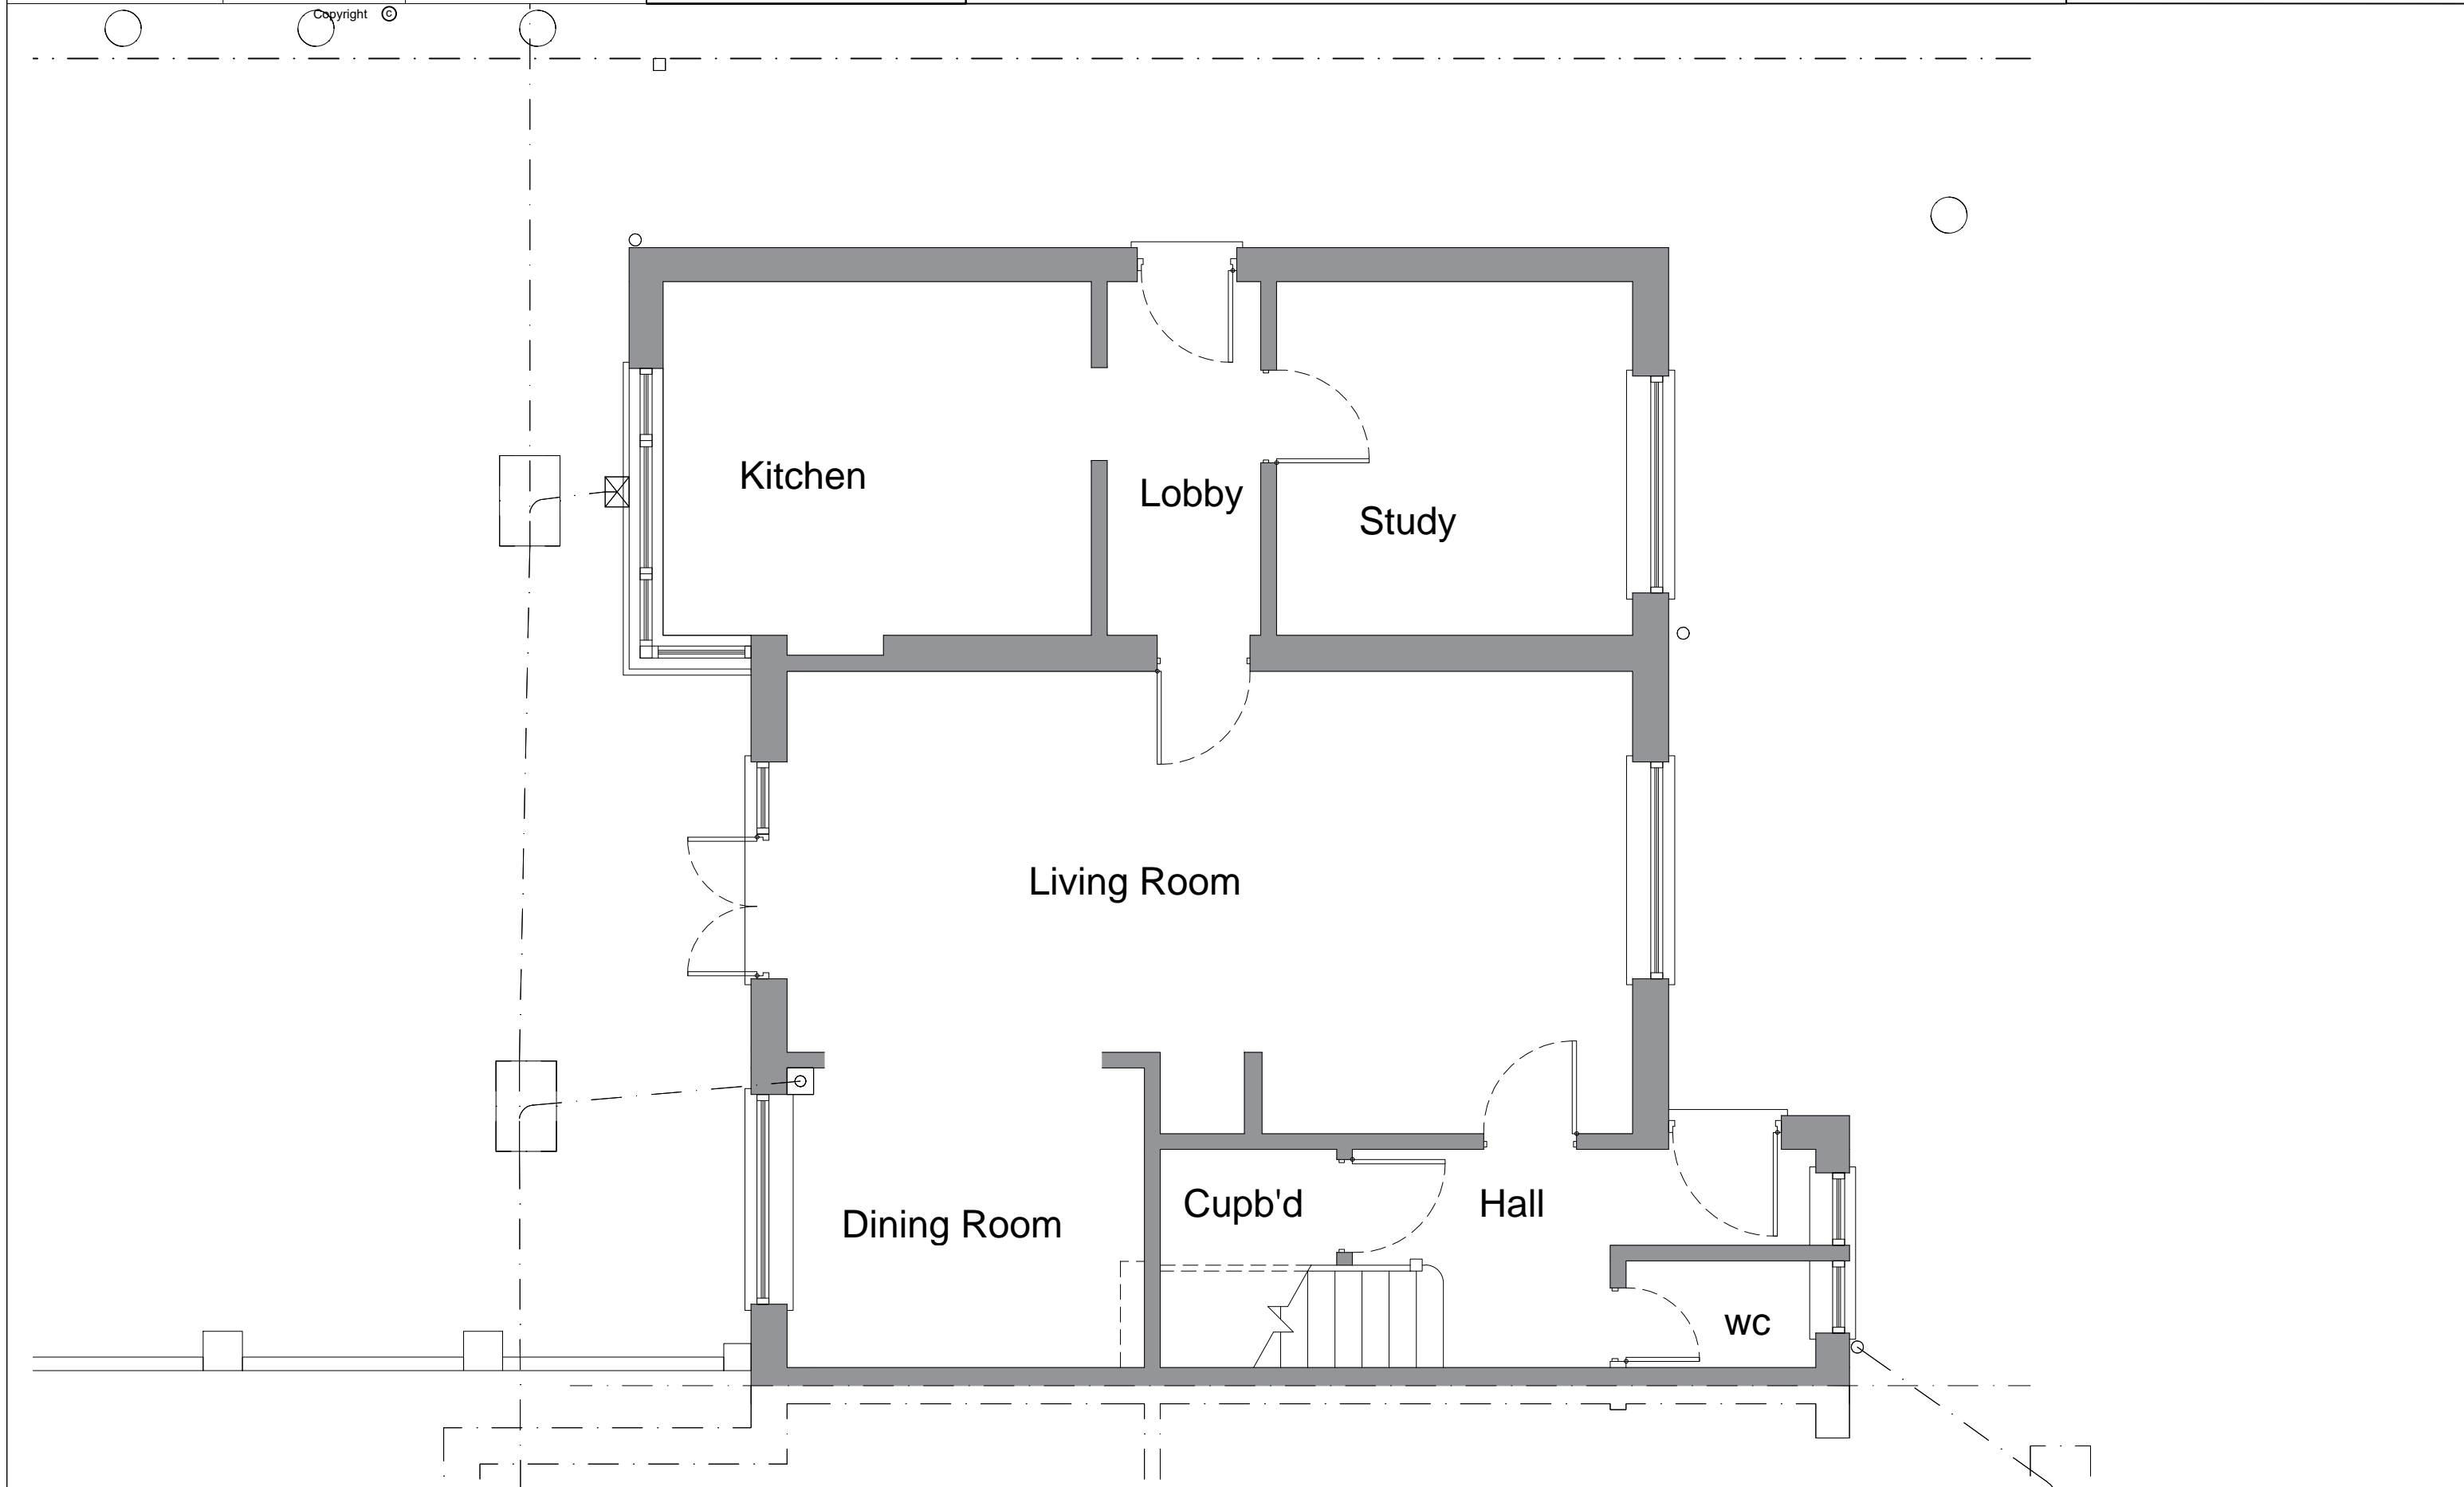 Copyright ©
Kitchen
Lobby
Study
Living Room
Cupb'd
Hall
Dining Room
wc